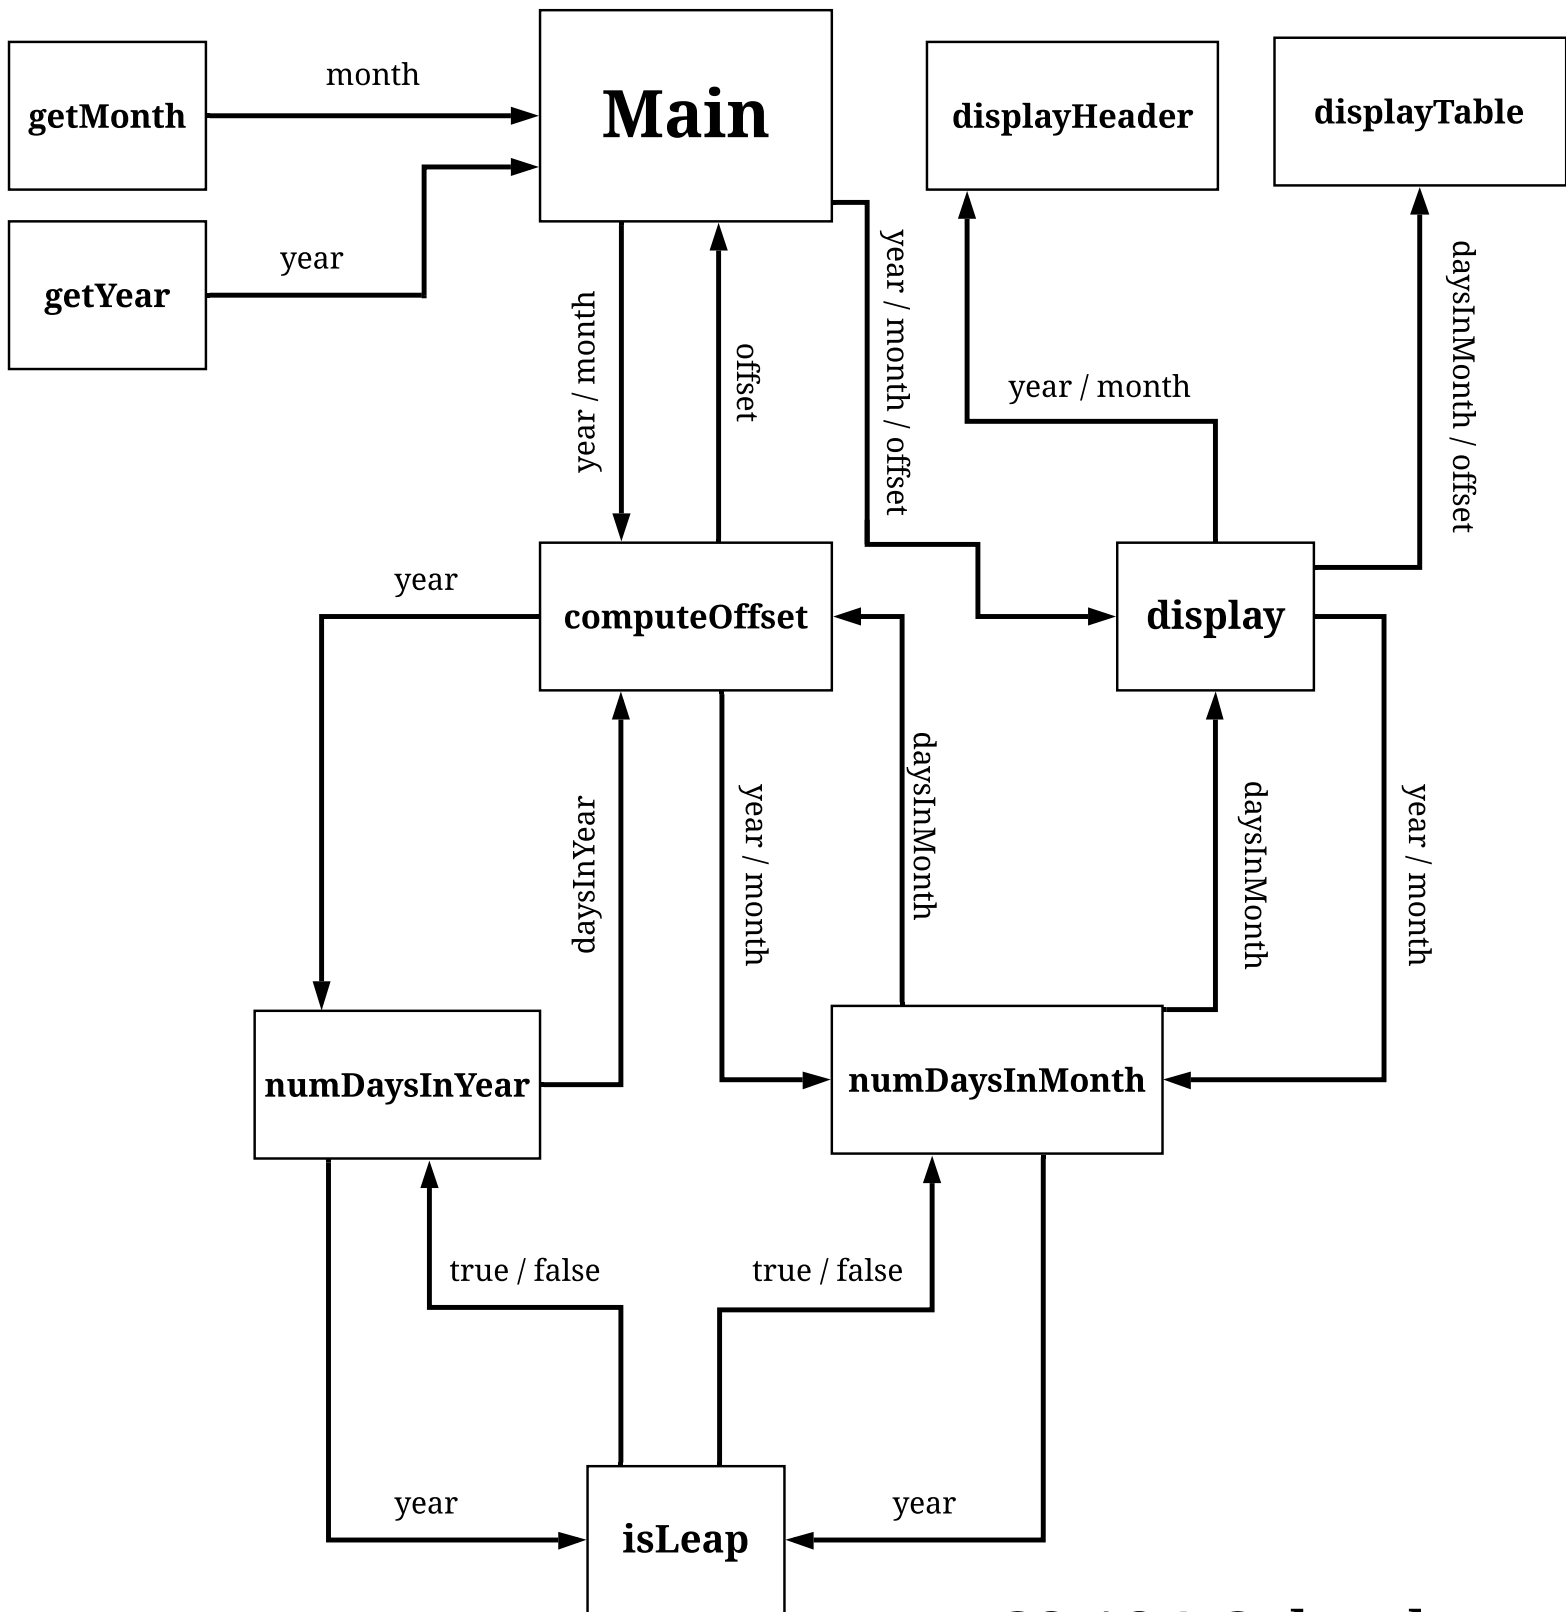 month
Main
getMonth
displayHeader
displayTable
year
getYear
year / month
offset
year / month / offset
year / month
daysInMonth / offset
year
computeOffset
display
daysInYear
year / month
daysInMonth
daysInMonth
year / month
numDaysInYear
numDaysInMonth
true / false
true / false
year
year
isLeap